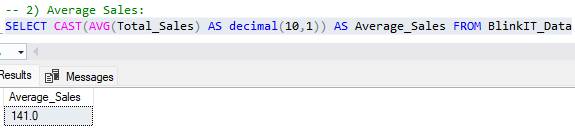 -- 2) Average Sales:
SELECT CAST(AVG(Total_Sales) AS decimal(10,1)) AS Average_Sales FROM BlinkIT_Data
Results Messages
Average_Sales
141.0